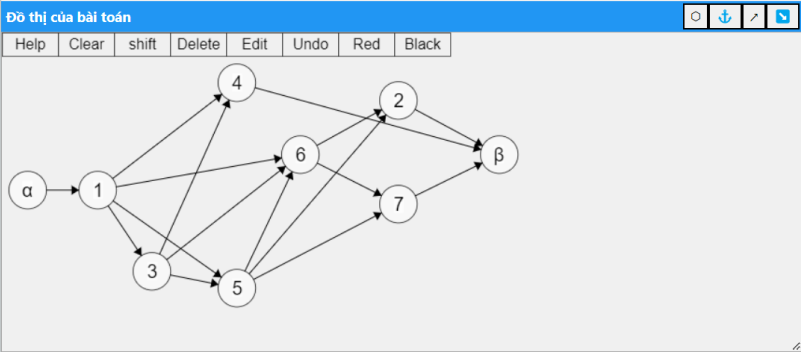 Đồ thị của bài toán
Help Clear shift Delete Edit Undo Red Black
4
2
6
β
α
1
7
3
5